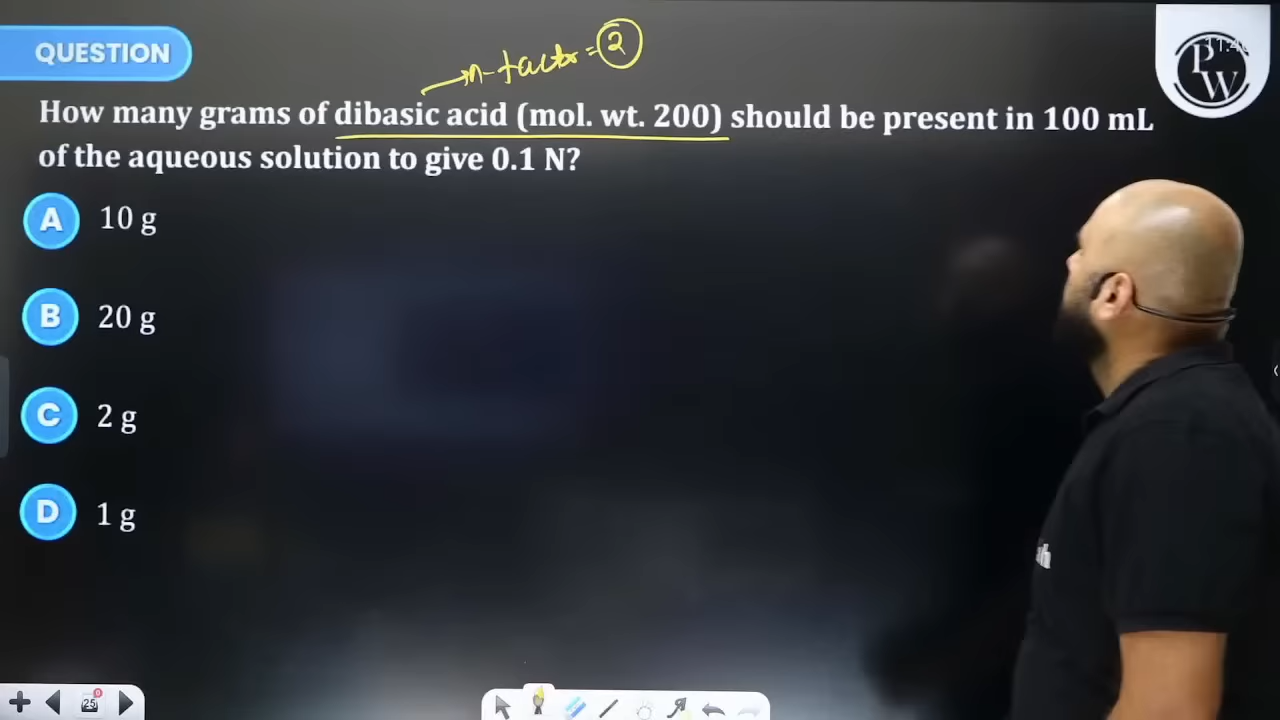 QUESTION
n-factor = 2
P
W
How many grams of dibasic acid (mol. wt. 200) should be present in 100 mL
of the aqueous solution to give 0.1 N?
A 10 g
B 20 g
C 2 g
D 1 g
25